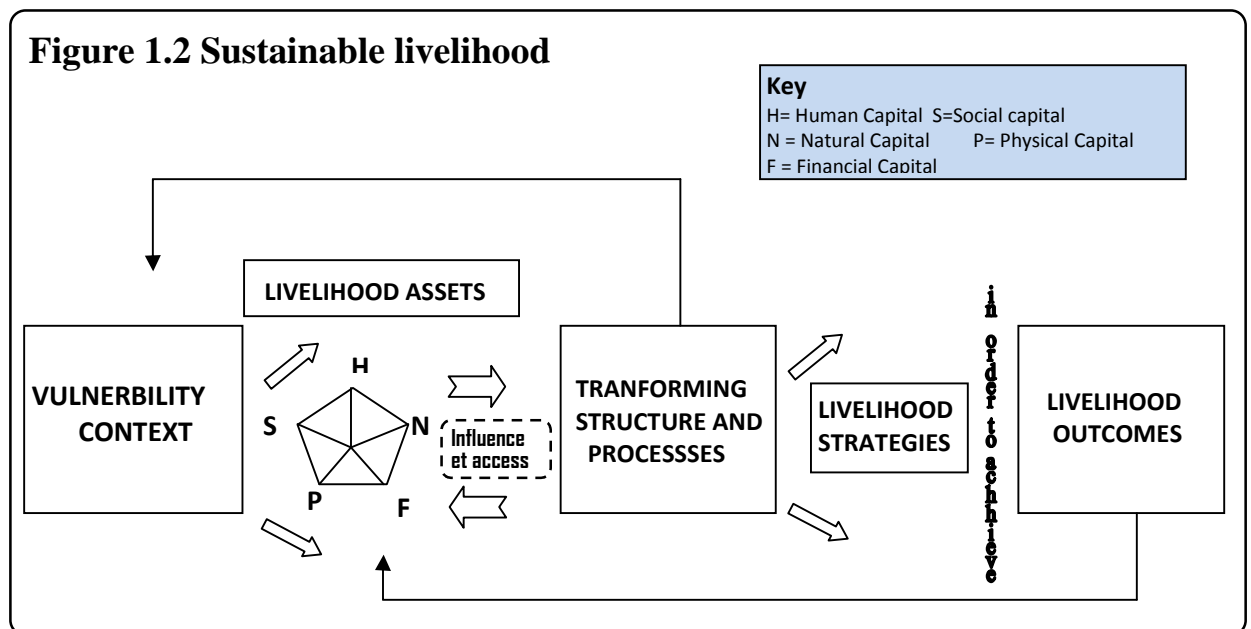 Figure 1.2 Sustainable livelihood
Key
H= Human Capital S=Social capital
N = Natural Capital P= Physical Capital
F = Financial Capital
LIVELIHOOD ASSETS
VULNERBILITY
CONTEXT
H
S
N
P
F
Influence
et access
TRANFORMING
STRUCTURE AND
PROCESSSES
LIVELIHOOD
STRATEGIES
in order to achhieve
LIVELIHOOD
OUTCOMES